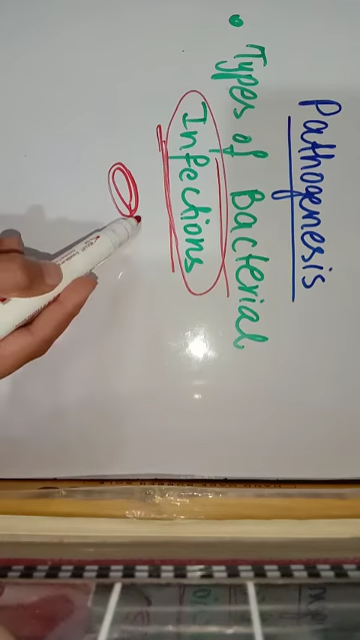 Pathogenesis
• Types of Bacterial
Infections